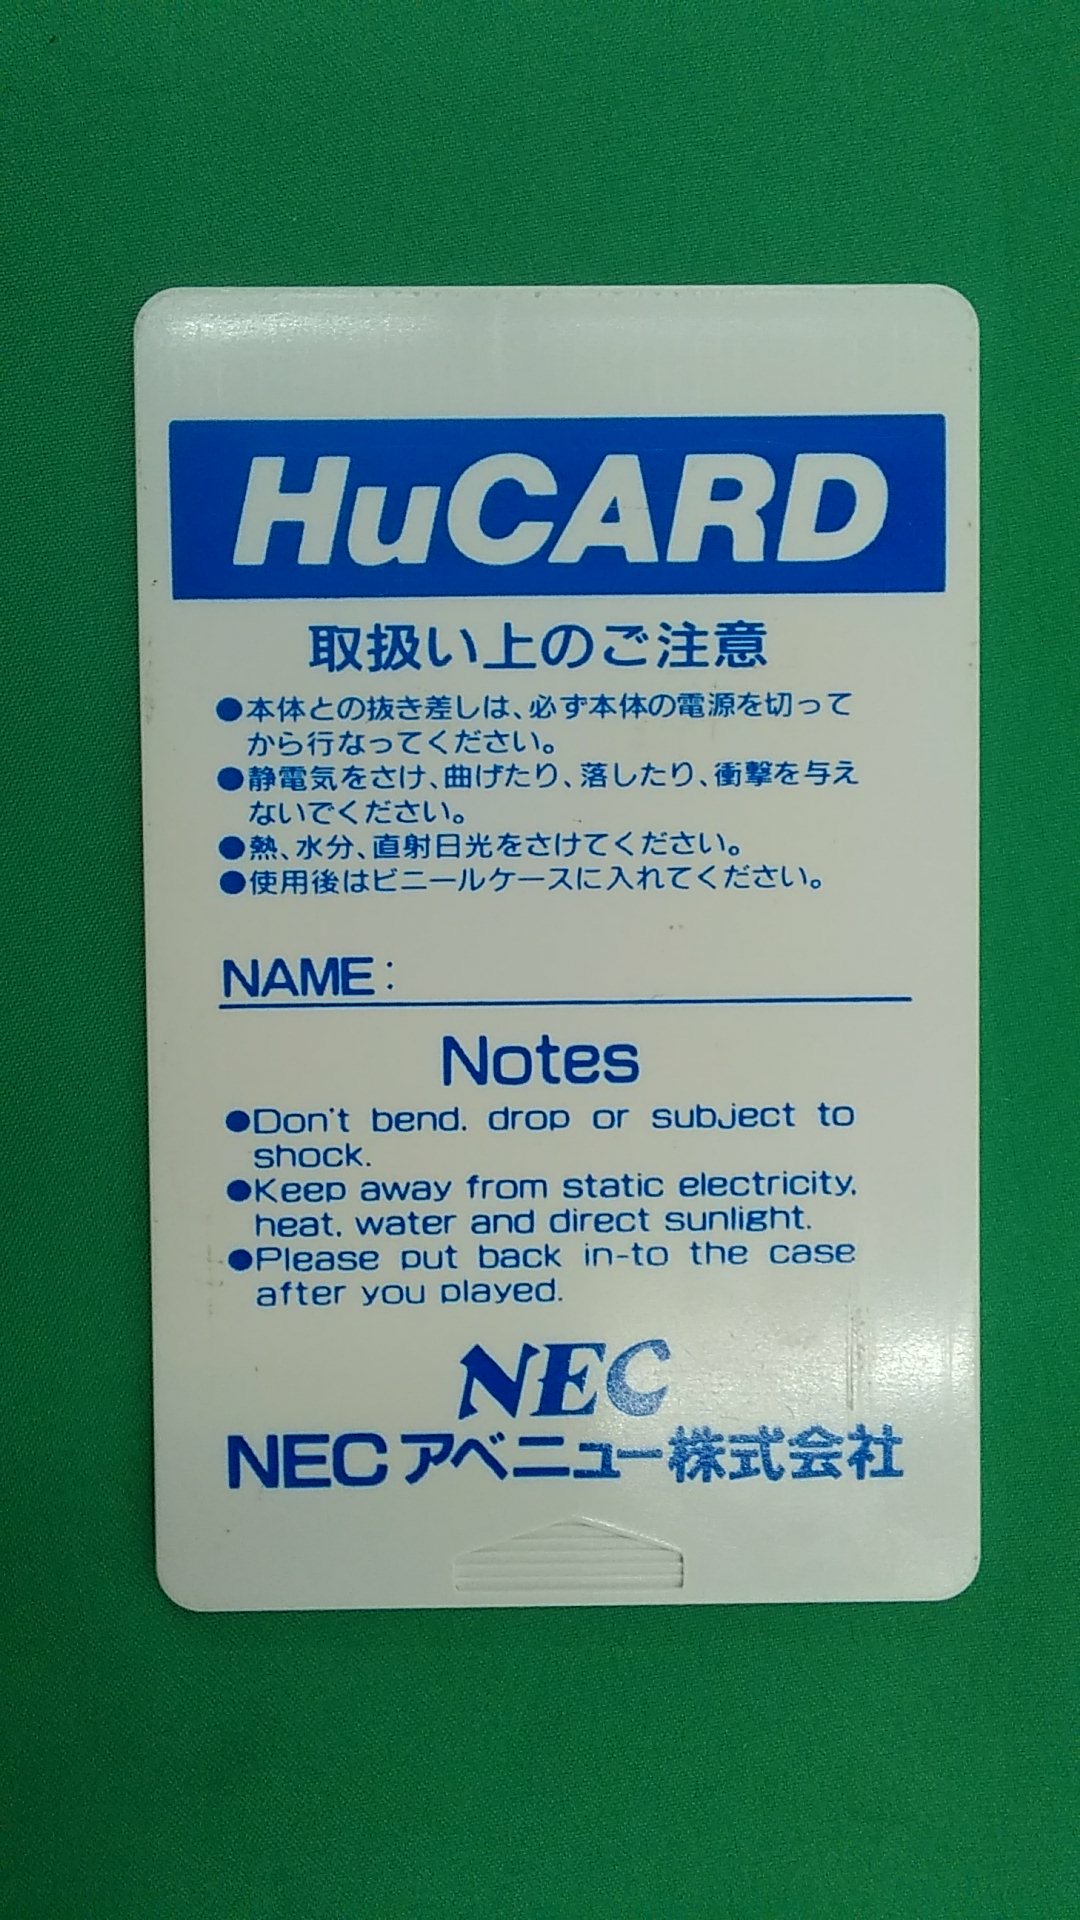 HuCARD
取扱い上のご注意
●本体との抜き差しは、必ず本体の電源を切って
から行なってください。
●静電気をさけ、曲げたり、落したり、衝撃を与え
ないでください。
●熱、水分、直射日光をさけてください。
●使用後はビニールケースに入れてください。
NAME:
Notes
●Don't bend. drop or subject to
shock.
●Keep away from static electricity.
heat. water and direct sunlight.
●Please put back in-to the case
after you played.
NEC
NECアベニュー株式会社